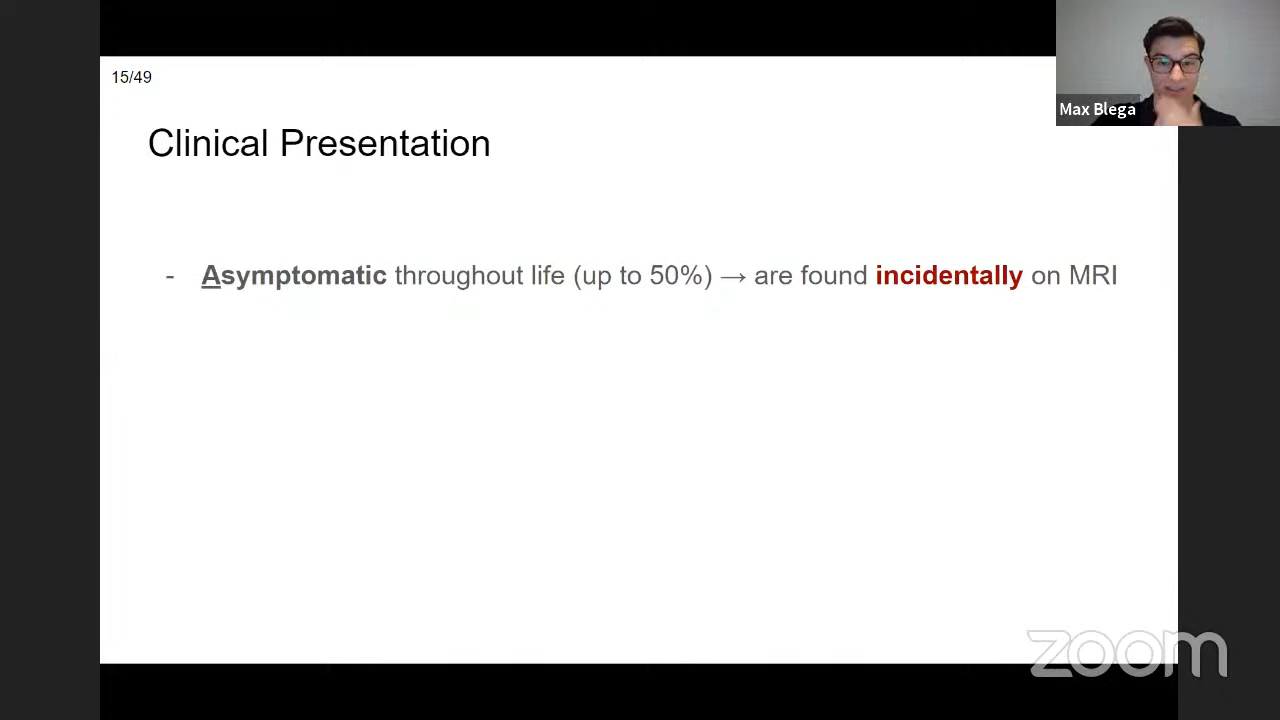 15/49
Max Blega
Clinical Presentation
- Asymptomatic throughout life (up to 50%) → are found incidentally on MRI
zoom